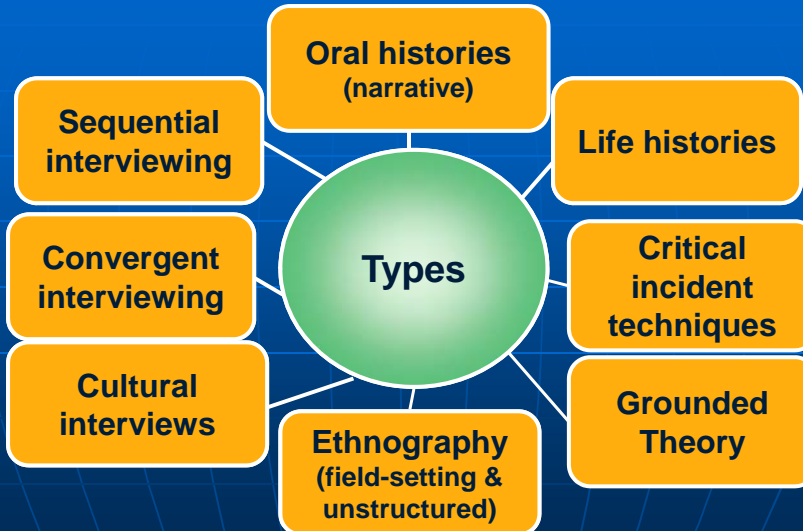 Oral histories
(narrative)
Sequential
interviewing
Life histories
Convergent
interviewing
Types
Critical
incident
techniques
Cultural
interviews
Grounded
Theory
Ethnography
(field-setting &
unstructured)